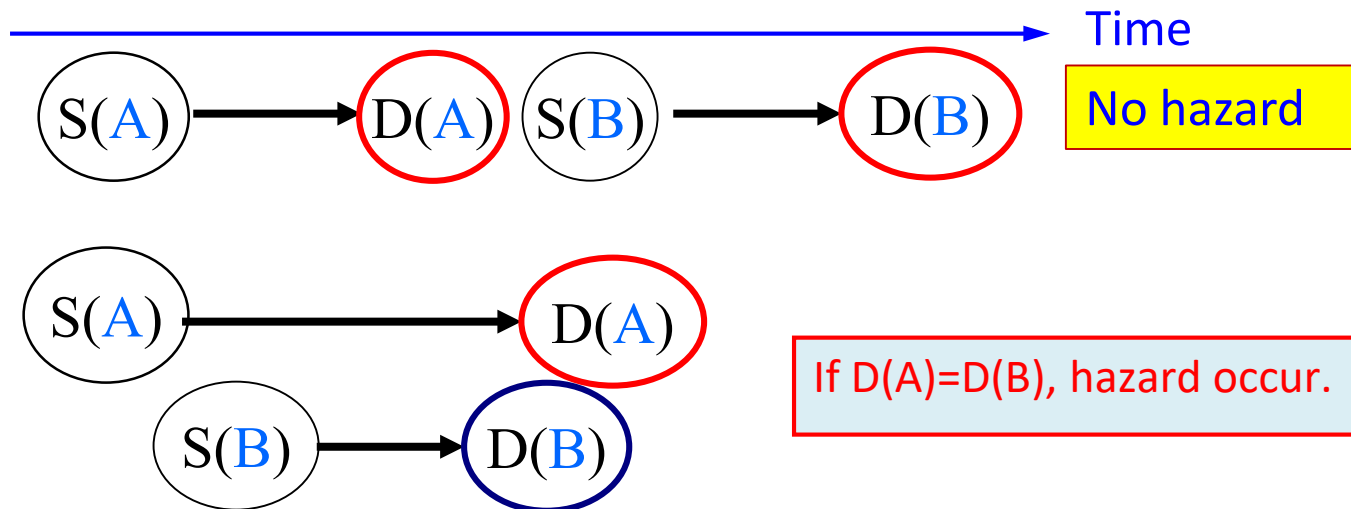 Time
S(A) D(A) S(B) D(B) No hazard
S(A) D(A)
If D(A)=D(B), hazard occur.
S(B) D(B)